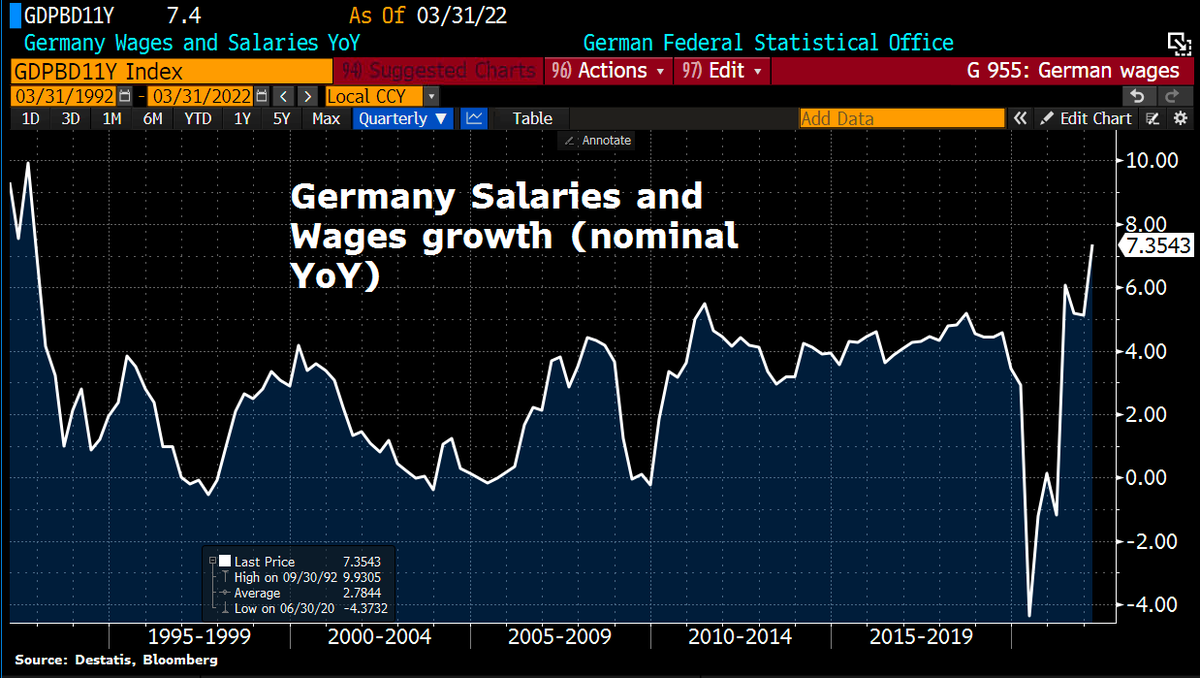 GDPBD11Y 7.4 As Of 03/31/22
Germany Wages and Salaries YoY German Federal Statistical Office
GDPBD11Y Index 94) Suggested Charts 96) Actions 97) Edit G 955: German wages
03/31/1992 - 03/31/2022 Local CCY
1D 3D 1M 6M YTD 1Y 5Y Max Quarterly Table Add Data Edit Chart
Annotate
Germany Salaries and
Wages growth (nominal
YoY)
10.00
8.00
7.3543
6.00
4.00
2.00
0.00
-2.00
-4.00
Last Price 7.3543
High on 09/30/92 9.9305
Average 2.7844
Low on 06/30/20 -4.3732
1995-1999 2000-2004 2005-2009 2010-2014 2015-2019
Source: Destatis, Bloomberg